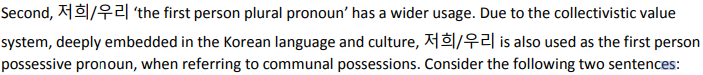 Second, 저희/우리 ‘the first person plural pronoun’ has a wider usage. Due to the collectivistic value
system, deeply embedded in the Korean language and culture, 저희/우리 is also used as the first person
possessive pronoun, when referring to communal possessions. Consider the following two sentences: